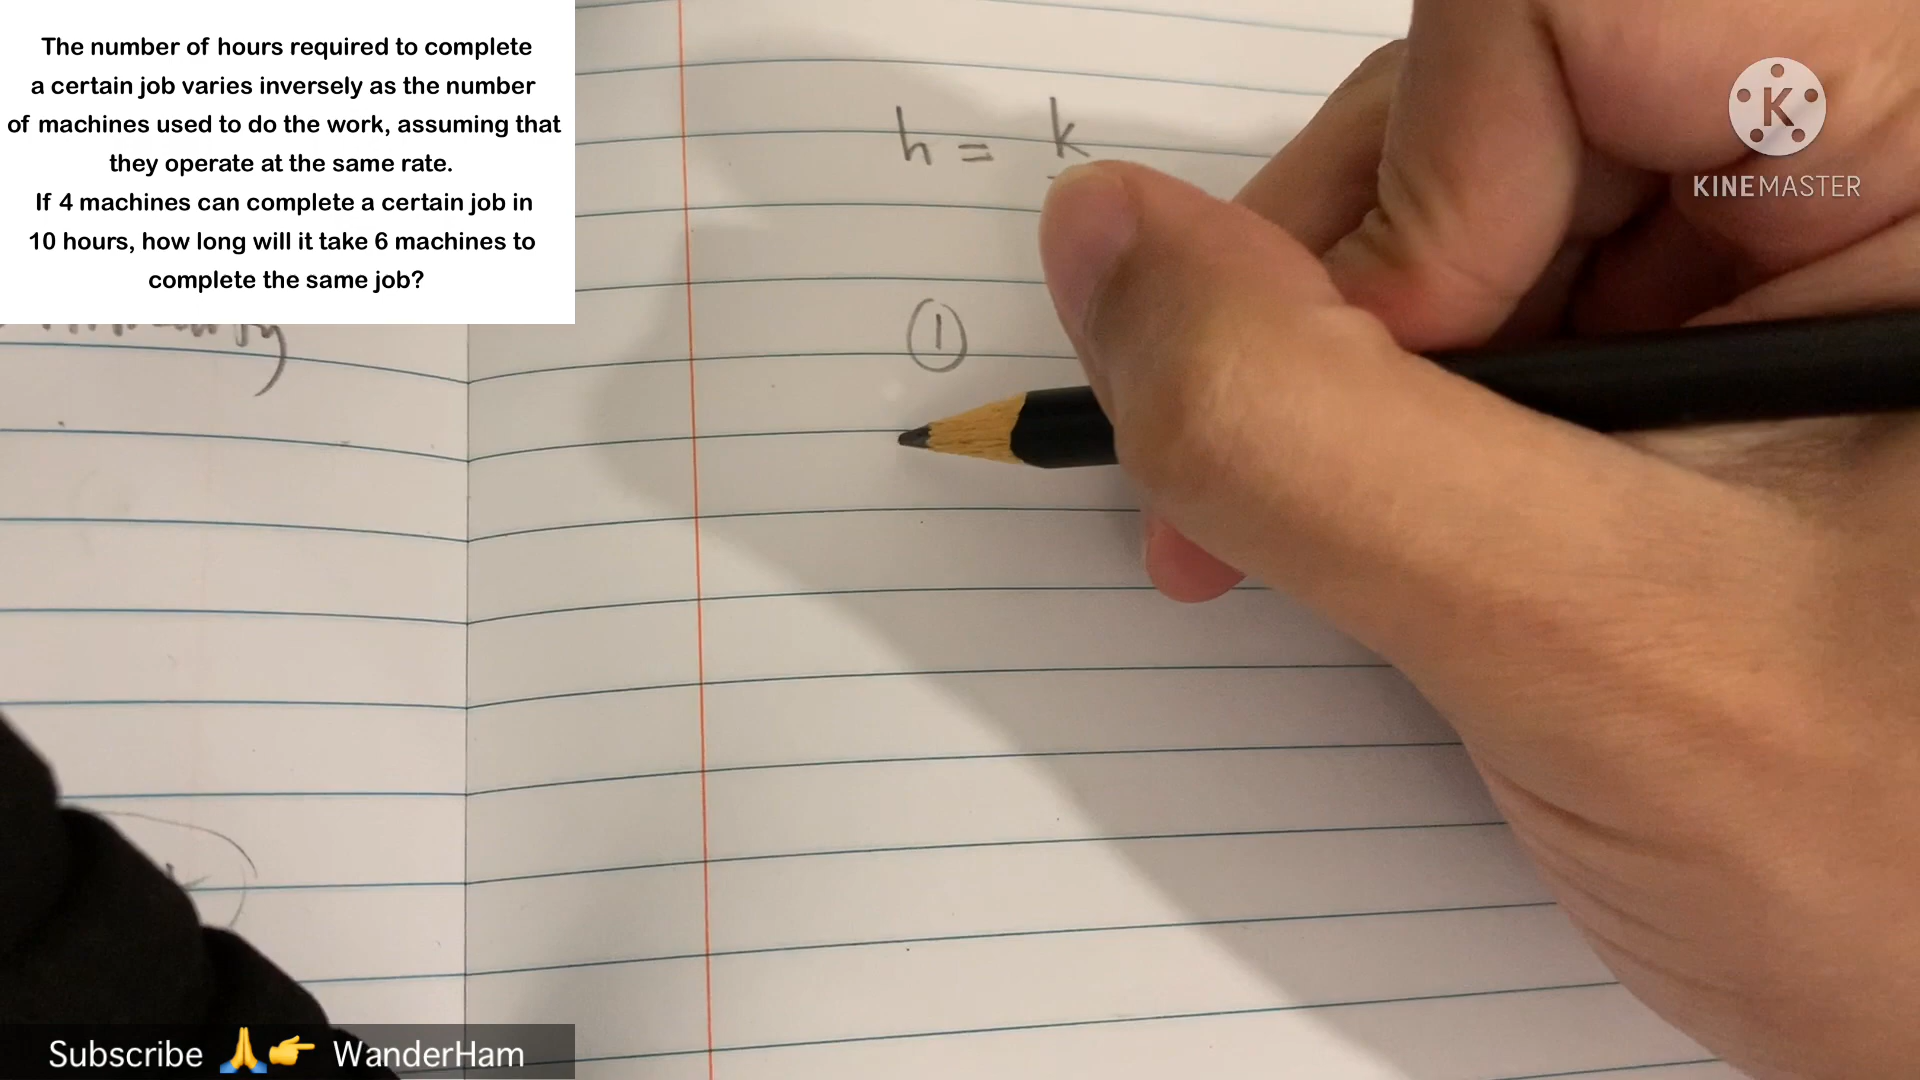 The number of hours required to complete
a certain job varies inversely as the number
of machines used to do the work, assuming that
they operate at the same rate.
If 4 machines can complete a certain job in
10 hours, how long will it take 6 machines to
complete the same job?
h = k
KINEMASTER
1
Subscribe 🙏👉 WanderHam